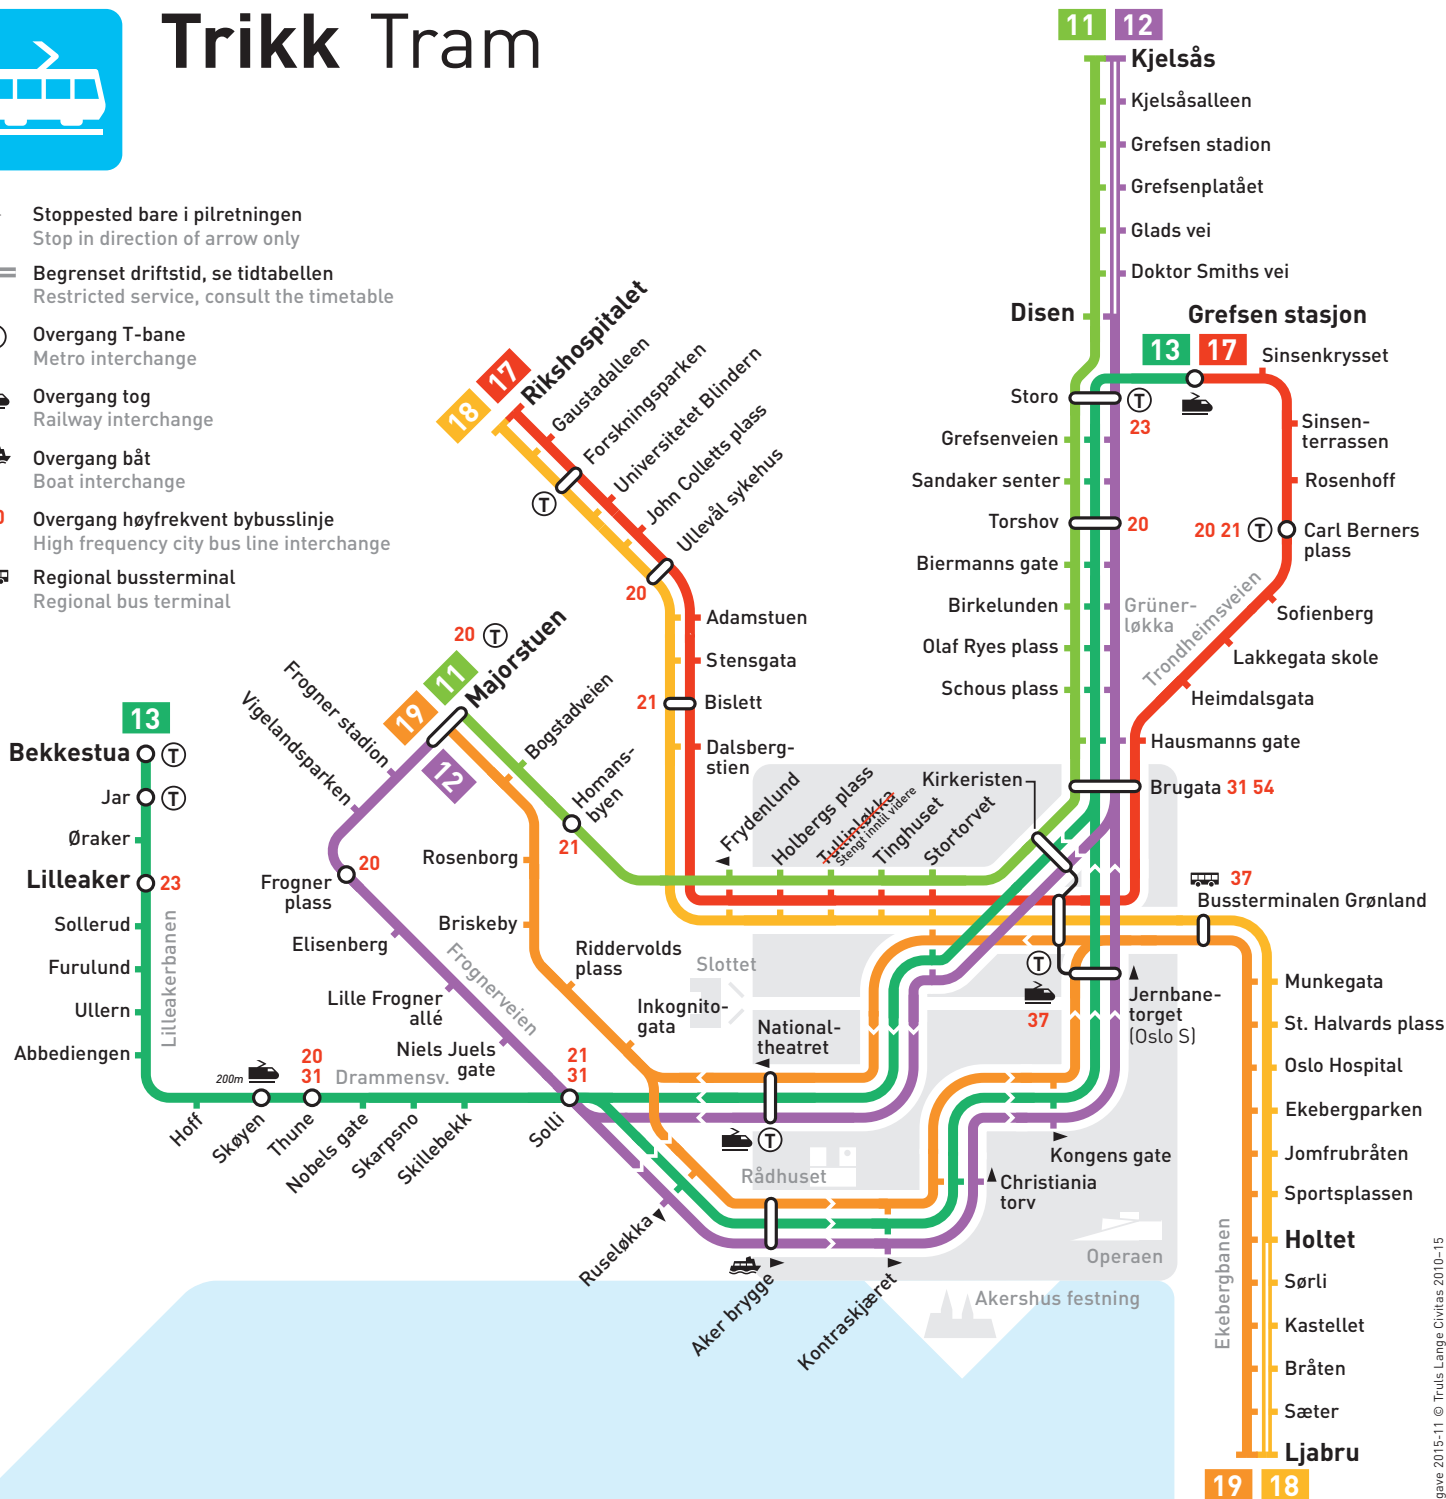 Trikk Tram
Stoppested bare i pilretningen
Stop in direction of arrow only
Begrenset driftstid, se tidtabellen
Restricted service, consult the timetable
Overgang T-bane
Metro interchange
Overgang tog
Railway interchange
Overgang båt
Boat interchange
Overgang høyfrekvent bybusslinje
High frequency city bus line interchange
Regional bussterminal
Regional bus terminal
11 12
Kjelsås
Kjelsåsalleen
Grefsen stadion
Grefsenplatået
Glads vei
Doktor Smiths vei
Disen
Grefsen stasjon
13 17
Sinsenkrysset
Storo
T
23
Grefsenveien
Sandaker senter
Torshov
20
Biermanns gate
Birkelunden
Olaf Ryes plass
Schous plass
Grüner-
løkka
Sinsen-
terrassen
Rosenhoff
20 21 T
Carl Berners
plass
Trondheimsveien
Sofienberg
Lakkegata skole
Heimdalsgata
Hausmanns gate
Brugata 31 54
18 17
Rikshospitalet
Gaustadalleen
Forskningsparken
T
Universitetet Blindern
John Colletts plass
Ullevål sykehus
20
Adamstuen
Stensgata
21
Bislett
Dalsberg-
stien
Frydenlund
Holbergs plass
Tullinløkka
Stengt inntil videre
Tinghuset
Stortorvet
Kirkeristen
20 T
Majorstuen
19 11
12
Frogner stadion
Vigelandsparken
Bogstadveien
Homans-
byen
21
Rosenborg
Briskeby
Riddervolds
plass
Inkognito-
gata
20
Frogner
plass
Elisenberg
Frognerveien
Lille Frogner
allé
Niels Juels
gate
13
Bekkestua
T
Jar
T
Øraker
Lilleaker
23
Sollerud
Furulund
Ullern
Abbediengen
Lilleakerbanen
Hoff
200m
Skøyen
20
31
Thune
Drammensv.
Nobels gate
Skarpsno
Skillebekk
21
31
Solli
Slottet
National-
theatret
T
Rådhuset
Ruseløkka
Aker brygge
Kontraskjæret
Christiania
torv
Kongens gate
T
37
Jernbane-
torget
(Oslo S)
37
Bussterminalen Grønland
Operaen
Akershus festning
Munkegata
St. Halvards plass
Oslo Hospital
Ekebergparken
Jomfrubråten
Sportsplassen
Holtet
Sørli
Kastellet
Bråten
Sæter
Ljabru
Ekebergbanen
19 18
gave 2015-11 © Truls Lange Civitas 2010-15